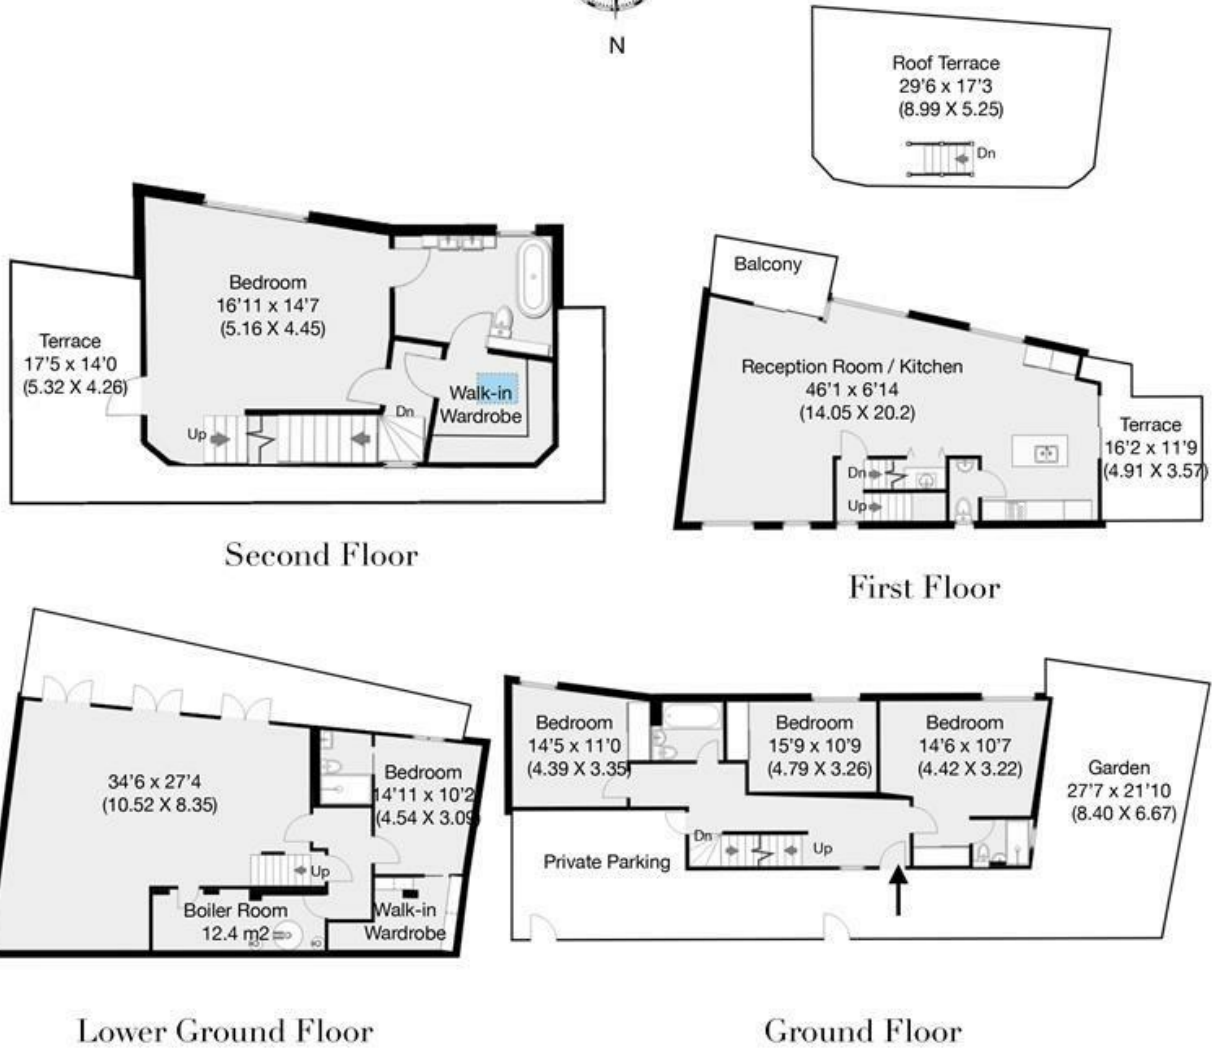 N
Roof Terrace
29'6 x 17'3
(8.99 X 5.25)
Dn
Bedroom
16'11 x 14'7
(5.16 X 4.45)
Terrace
17'5 x 14'0
(5.32 X 4.26)
Walk-in
Wardrobe
Dn
Up
Second Floor
Balcony
Reception Room / Kitchen
46'1 x 6'14
(14.05 X 20.2)
Terrace
16'2 x 11'9
(4.91 X 3.57)
Dn
Up
First Floor
34'6 x 27'4
(10.52 X 8.35)
Bedroom
14'11 x 10'2
(4.54 X 3.09
Up
Boiler Room
12.4 m2
Walk-in
Wardrobe
Lower Ground Floor
Bedroom
14'5 x 11'0
(4.39 X 3.35)
Bedroom
15'9 x 10'9
(4.79 X 3.26)
Bedroom
14'6 x 10'7
(4.42 X 3.22)
Garden
27'7 x 21'10
(8.40 X 6.67)
Dn
Up
Private Parking
Ground Floor